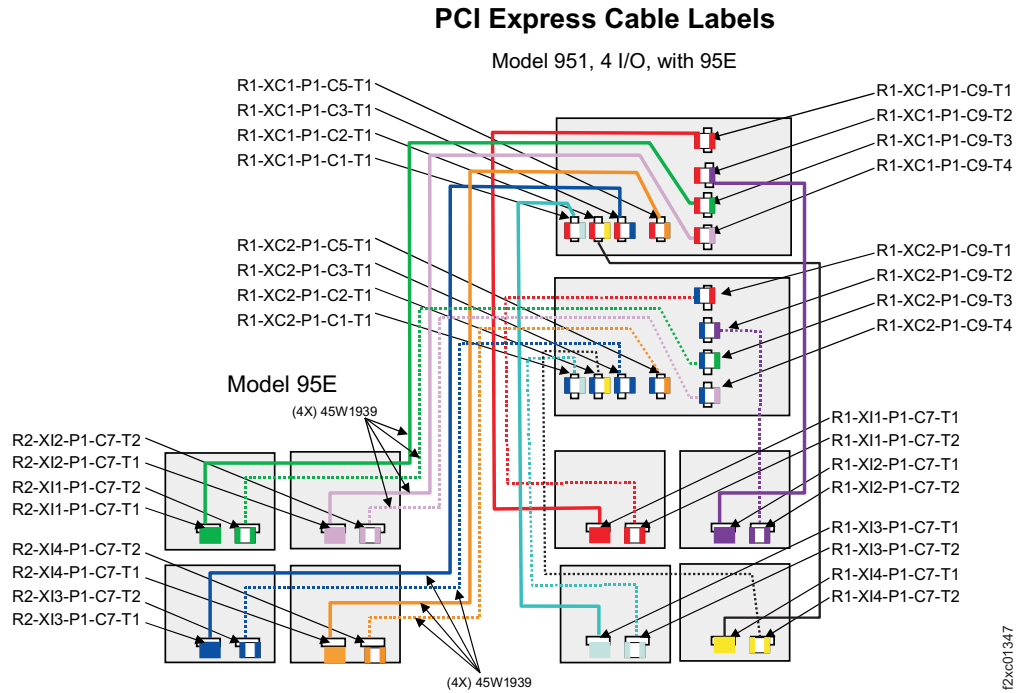 PCI Express Cable Labels
Model 951, 4 I/O, with 95E
R1-XC1-P1-C5-T1
R1-XC1-P1-C3-T1
R1-XC1-P1-C2-T1
R1-XC1-P1-C1-T1
R1-XC1-P1-C9-T1
R1-XC1-P1-C9-T2
R1-XC1-P1-C9-T3
R1-XC1-P1-C9-T4
R1-XC2-P1-C5-T1
R1-XC2-P1-C3-T1
R1-XC2-P1-C2-T1
R1-XC2-P1-C1-T1
R1-XC2-P1-C9-T1
R1-XC2-P1-C9-T2
R1-XC2-P1-C9-T3
R1-XC2-P1-C9-T4
Model 95E
(4X) 45W1939
R2-XI2-P1-C7-T2
R2-XI2-P1-C7-T1
R2-XI1-P1-C7-T2
R2-XI1-P1-C7-T1
R1-XI1-P1-C7-T1
R1-XI1-P1-C7-T2
R1-XI2-P1-C7-T1
R1-XI2-P1-C7-T2
R2-XI4-P1-C7-T2
R2-XI4-P1-C7-T1
R2-XI3-P1-C7-T2
R2-XI3-P1-C7-T1
R1-XI3-P1-C7-T1
R1-XI3-P1-C7-T2
R1-XI4-P1-C7-T1
R1-XI4-P1-C7-T2
(4X) 45W1939
f2xc01347